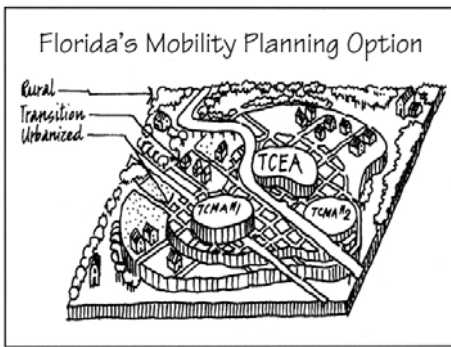 Florida's Mobility Planning Option
Rural
Transition
Urbanized
TCEA
TCMA#1
TCMA#2